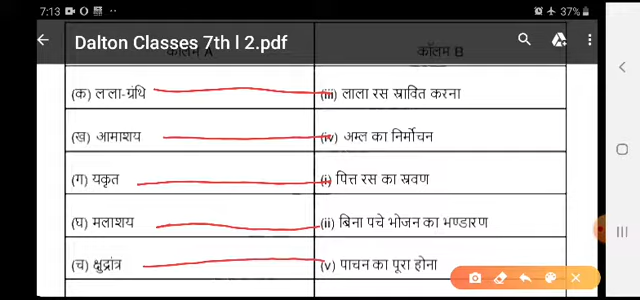 7:13
37%
Dalton Classes 7th l 2.pdf
कॉलम A कॉलम B
(क) लाला-ग्रंथि (iii) लाला रस स्रावित करना
(ख) आमाशय (iv) अम्ल का निर्मोचन
(ग) यकृत (i) पित्त रस का स्रवण
(घ) मलाशय (ii) बिना पचे भोजन का भण्डारण
(च) क्षुद्रांत्र (v) पाचन का पूरा होना